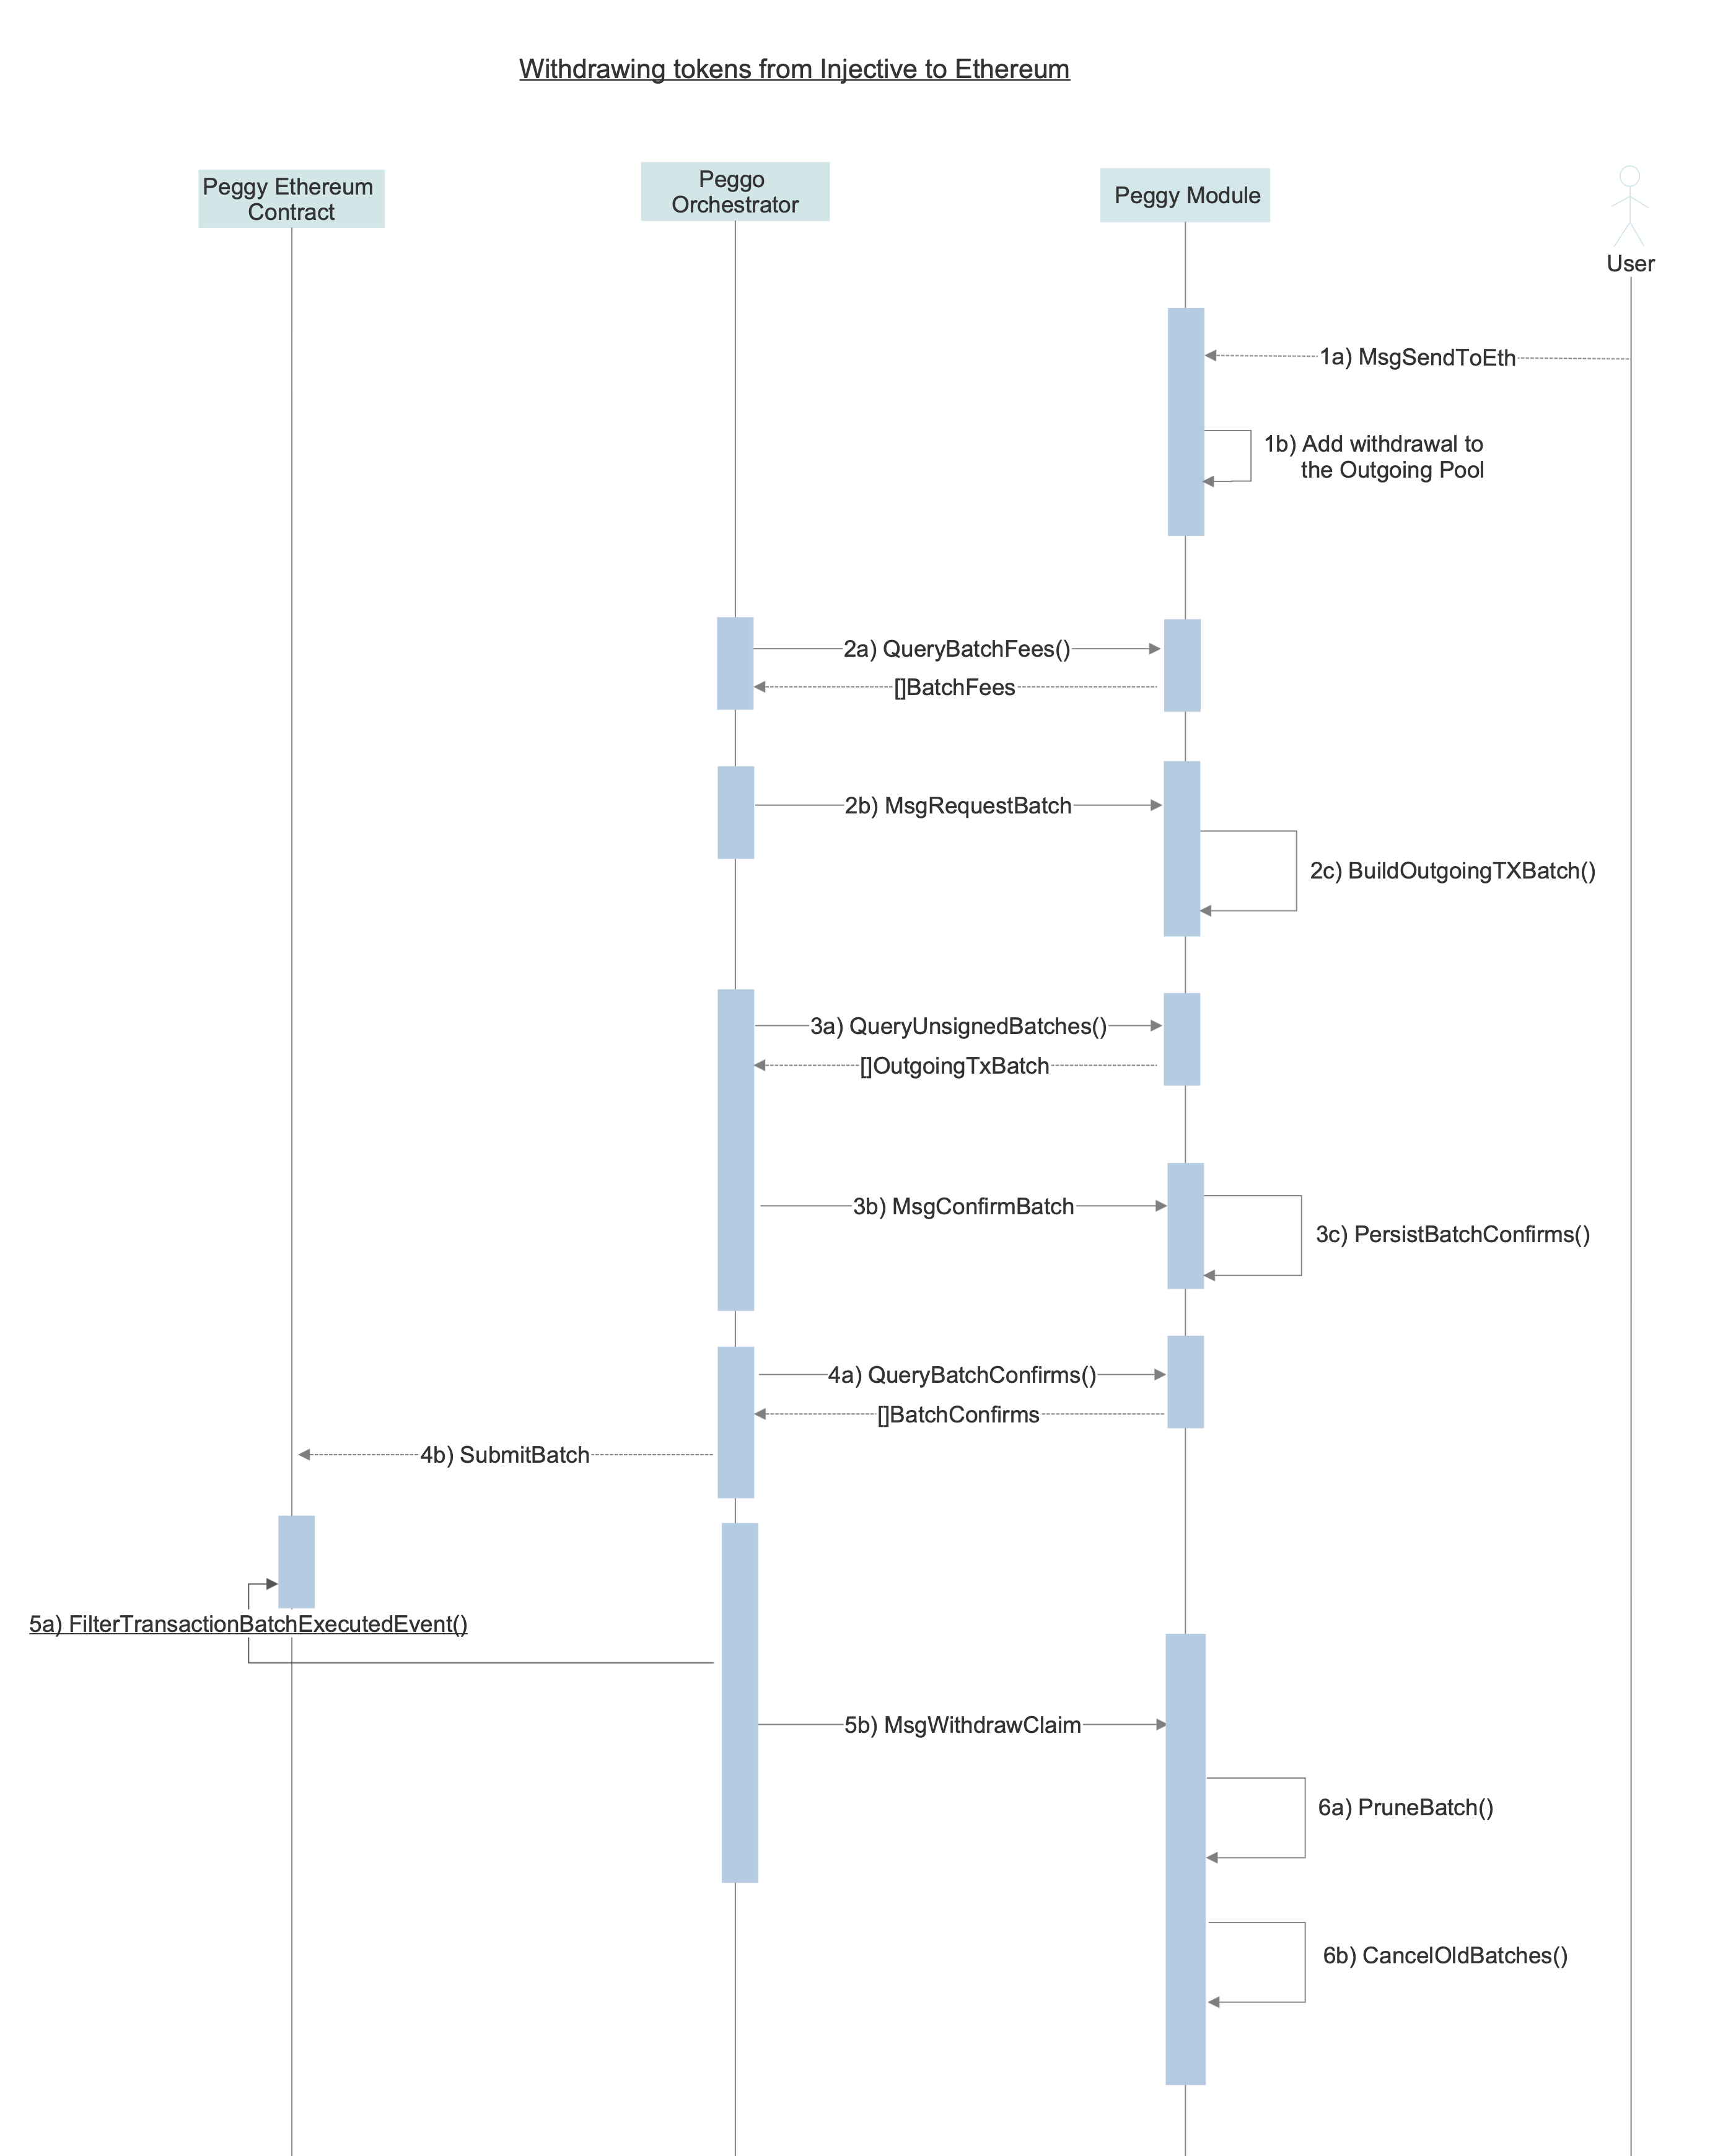 Withdrawing tokens from Injective to Ethereum
Peggy Ethereum
Contract
Peggo
Orchestrator
Peggy Module
User
1a) MsgSendToEth
1b) Add withdrawal to
the Outgoing Pool
2a) QueryBatchFees()
[]BatchFees
2b) MsgRequestBatch
2c) BuildOutgoingTXBatch()
3a) QueryUnsignedBatches()
[]OutgoingTxBatch
3b) MsgConfirmBatch
3c) PersistBatchConfirms()
4a) QueryBatchConfirms()
[]BatchConfirms
4b) SubmitBatch
5a) FilterTransactionBatchExecutedEvent()
5b) MsgWithdrawClaim
6a) PruneBatch()
6b) CancelOldBatches()